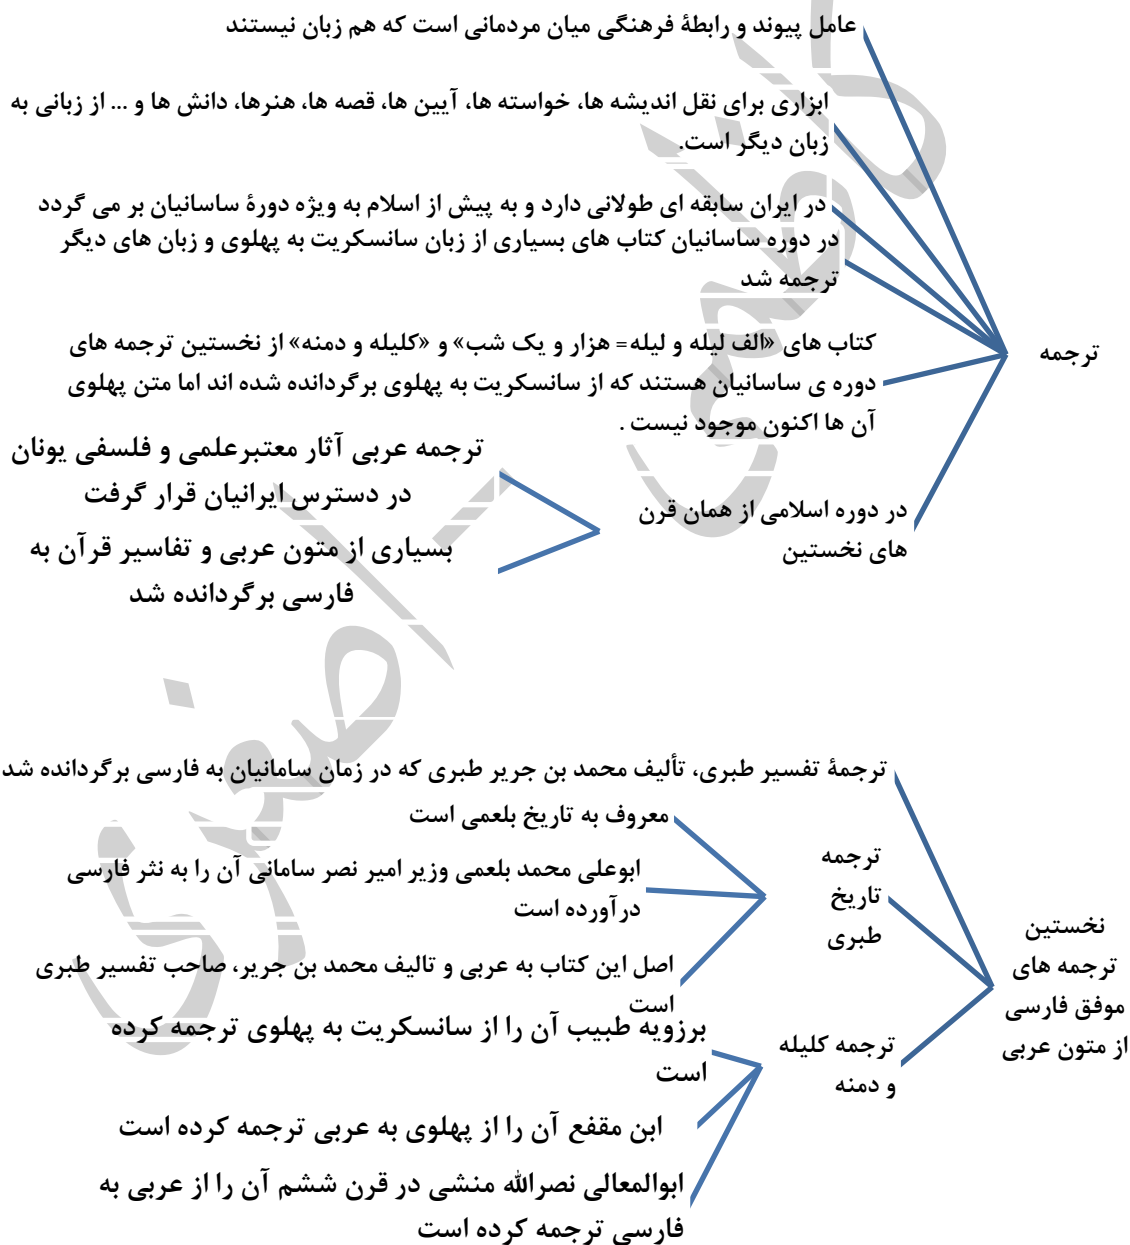 عامل پیوند و رابطۀ فرهنگی میان مردمانی است که هم زبان نیستند
ابزاری برای نقل اندیشه ها، خواسته ها، آیین ها، قصه ها، هنرها، دانش ها و ... از زبانی به
زبان دیگر است.
در ایران سابقه ای طولانی دارد و به پیش از اسلام به ویژه دورۀ ساسانیان بر می گردد
در دوره ساسانیان کتاب های بسیاری از زبان سانسکریت به پهلوی و زبان های دیگر
ترجمه شد
ترجمه
کتاب های «الف لیله و لیله= هزار و یک شب» و «کلیله و دمنه» از نخستین ترجمه های
دوره ی ساسانیان هستند که از سانسکریت به پهلوی برگردانده شده اند اما متن پهلوی
آن ها اکنون موجود نیست .
در دوره اسلامی از همان قرن
های نخستین
ترجمه عربی آثار معتبرعلمی و فلسفی یونان
در دسترس ایرانیان قرار گرفت
بسیاری از متون عربی و تفاسیر قرآن به
فارسی برگردانده شد
نخستین
ترجمه های
موفق فارسی
از متون عربی
ترجمۀ تفسیر طبری، تألیف محمد بن جریر طبری که در زمان سامانیان به فارسی برگردانده شد
ترجمه
تاریخ
طبری
معروف به تاریخ بلعمی است
ابوعلی محمد بلعمی وزیر امیر نصر سامانی آن را به نثر فارسی
درآورده است
اصل این کتاب به عربی و تالیف محمد بن جریر، صاحب تفسیر طبری
است
ترجمه کلیله
و دمنه
برزویه طبیب آن را از سانسکریت به پهلوی ترجمه کرده
است
ابن مقفع آن را از پهلوی به عربی ترجمه کرده است
ابوالمعالی نصرالله منشی در قرن ششم آن را از عربی به
فارسی ترجمه کرده است
کاظمی - اصغری